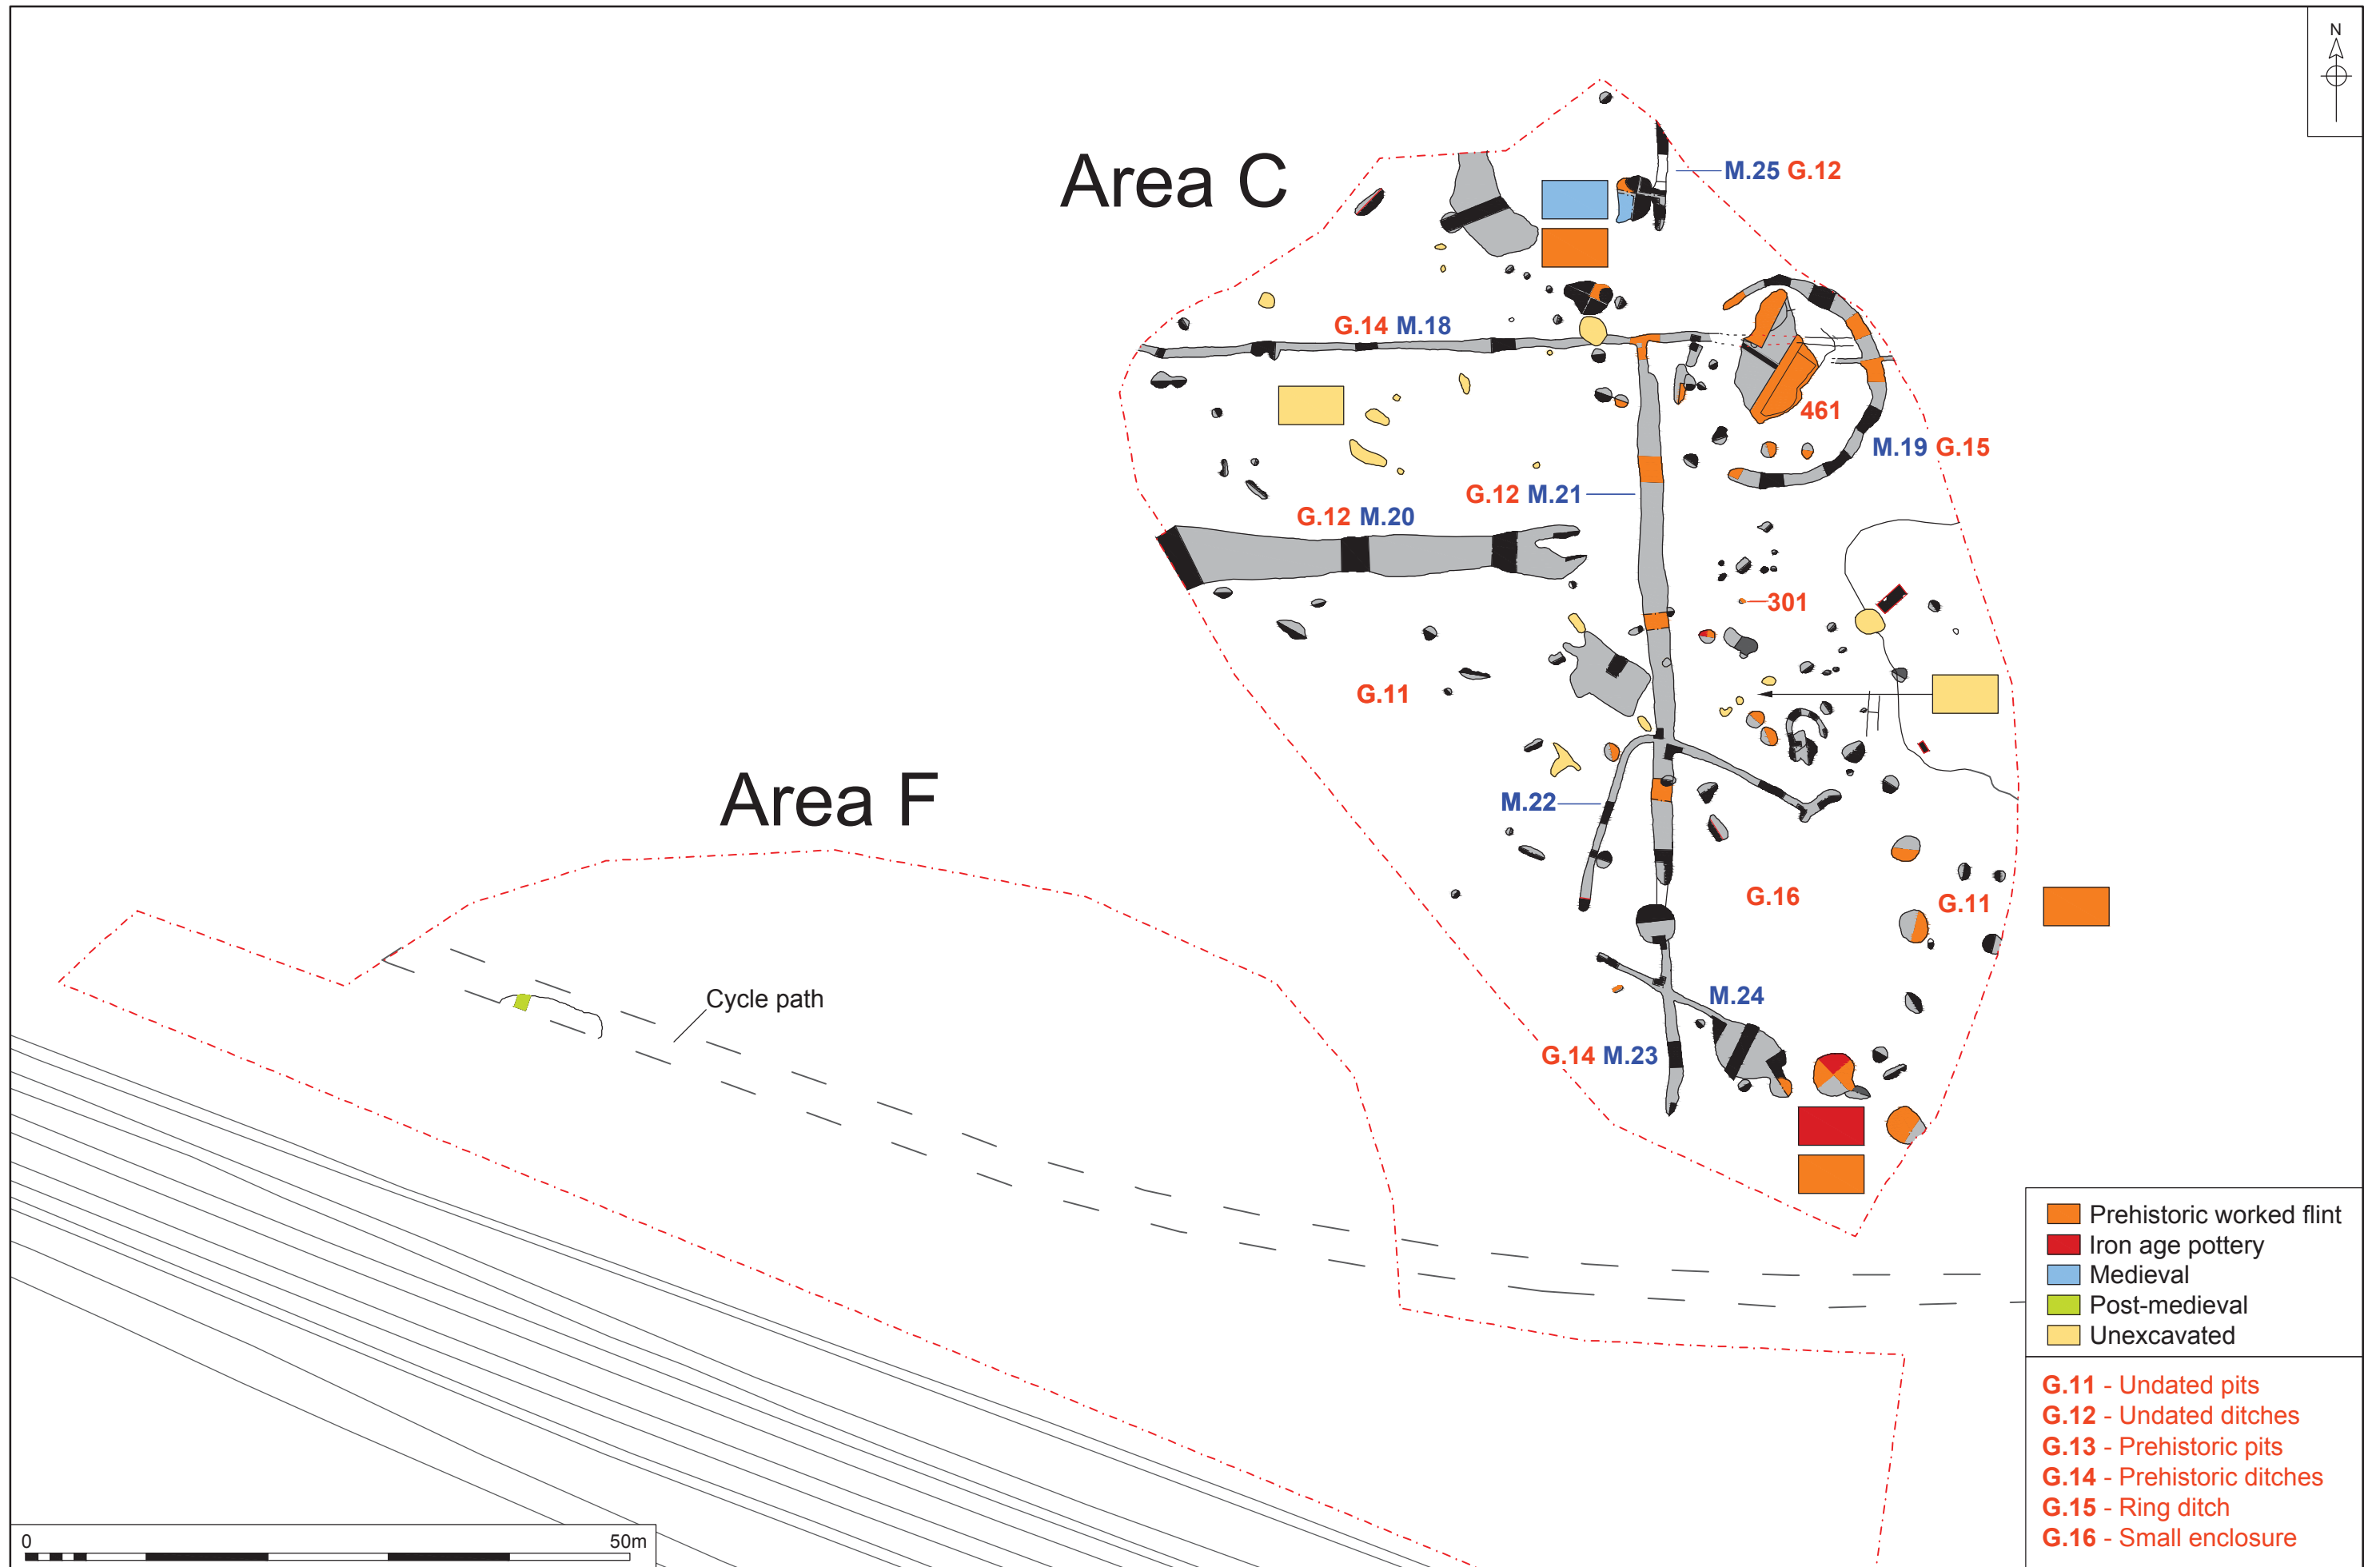 N
Area C
M.25 G.12
G.14 M.18
461
M.19 G.15
G.12 M.21
G.12 M.20
301
G.11
Area F
M.22
G.16
G.11
Cycle path
M.24
G.14 M.23
Prehistoric worked flint
Iron age pottery
Medieval
Post-medieval
Unexcavated
G.11 - Undated pits
G.12 - Undated ditches
G.13 - Prehistoric pits
G.14 - Prehistoric ditches
G.15 - Ring ditch
G.16 - Small enclosure
0 50m